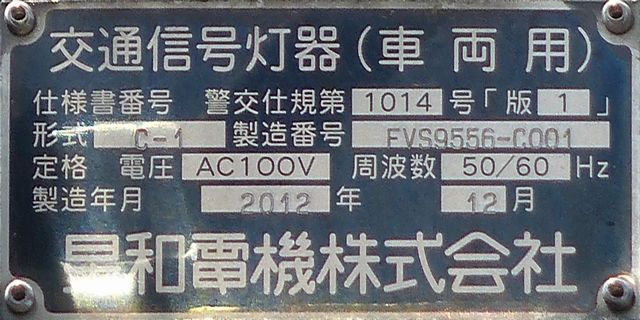 交通信号灯器(車両用)
仕様書番号 警交仕規第 1014 号「版 1 」
形式 C-1 製造番号 FVS9556-C001
定格 電圧 AC100V 周波数 50/60 Hz
製造年月 2012 年 12 月
星和電機株式会社